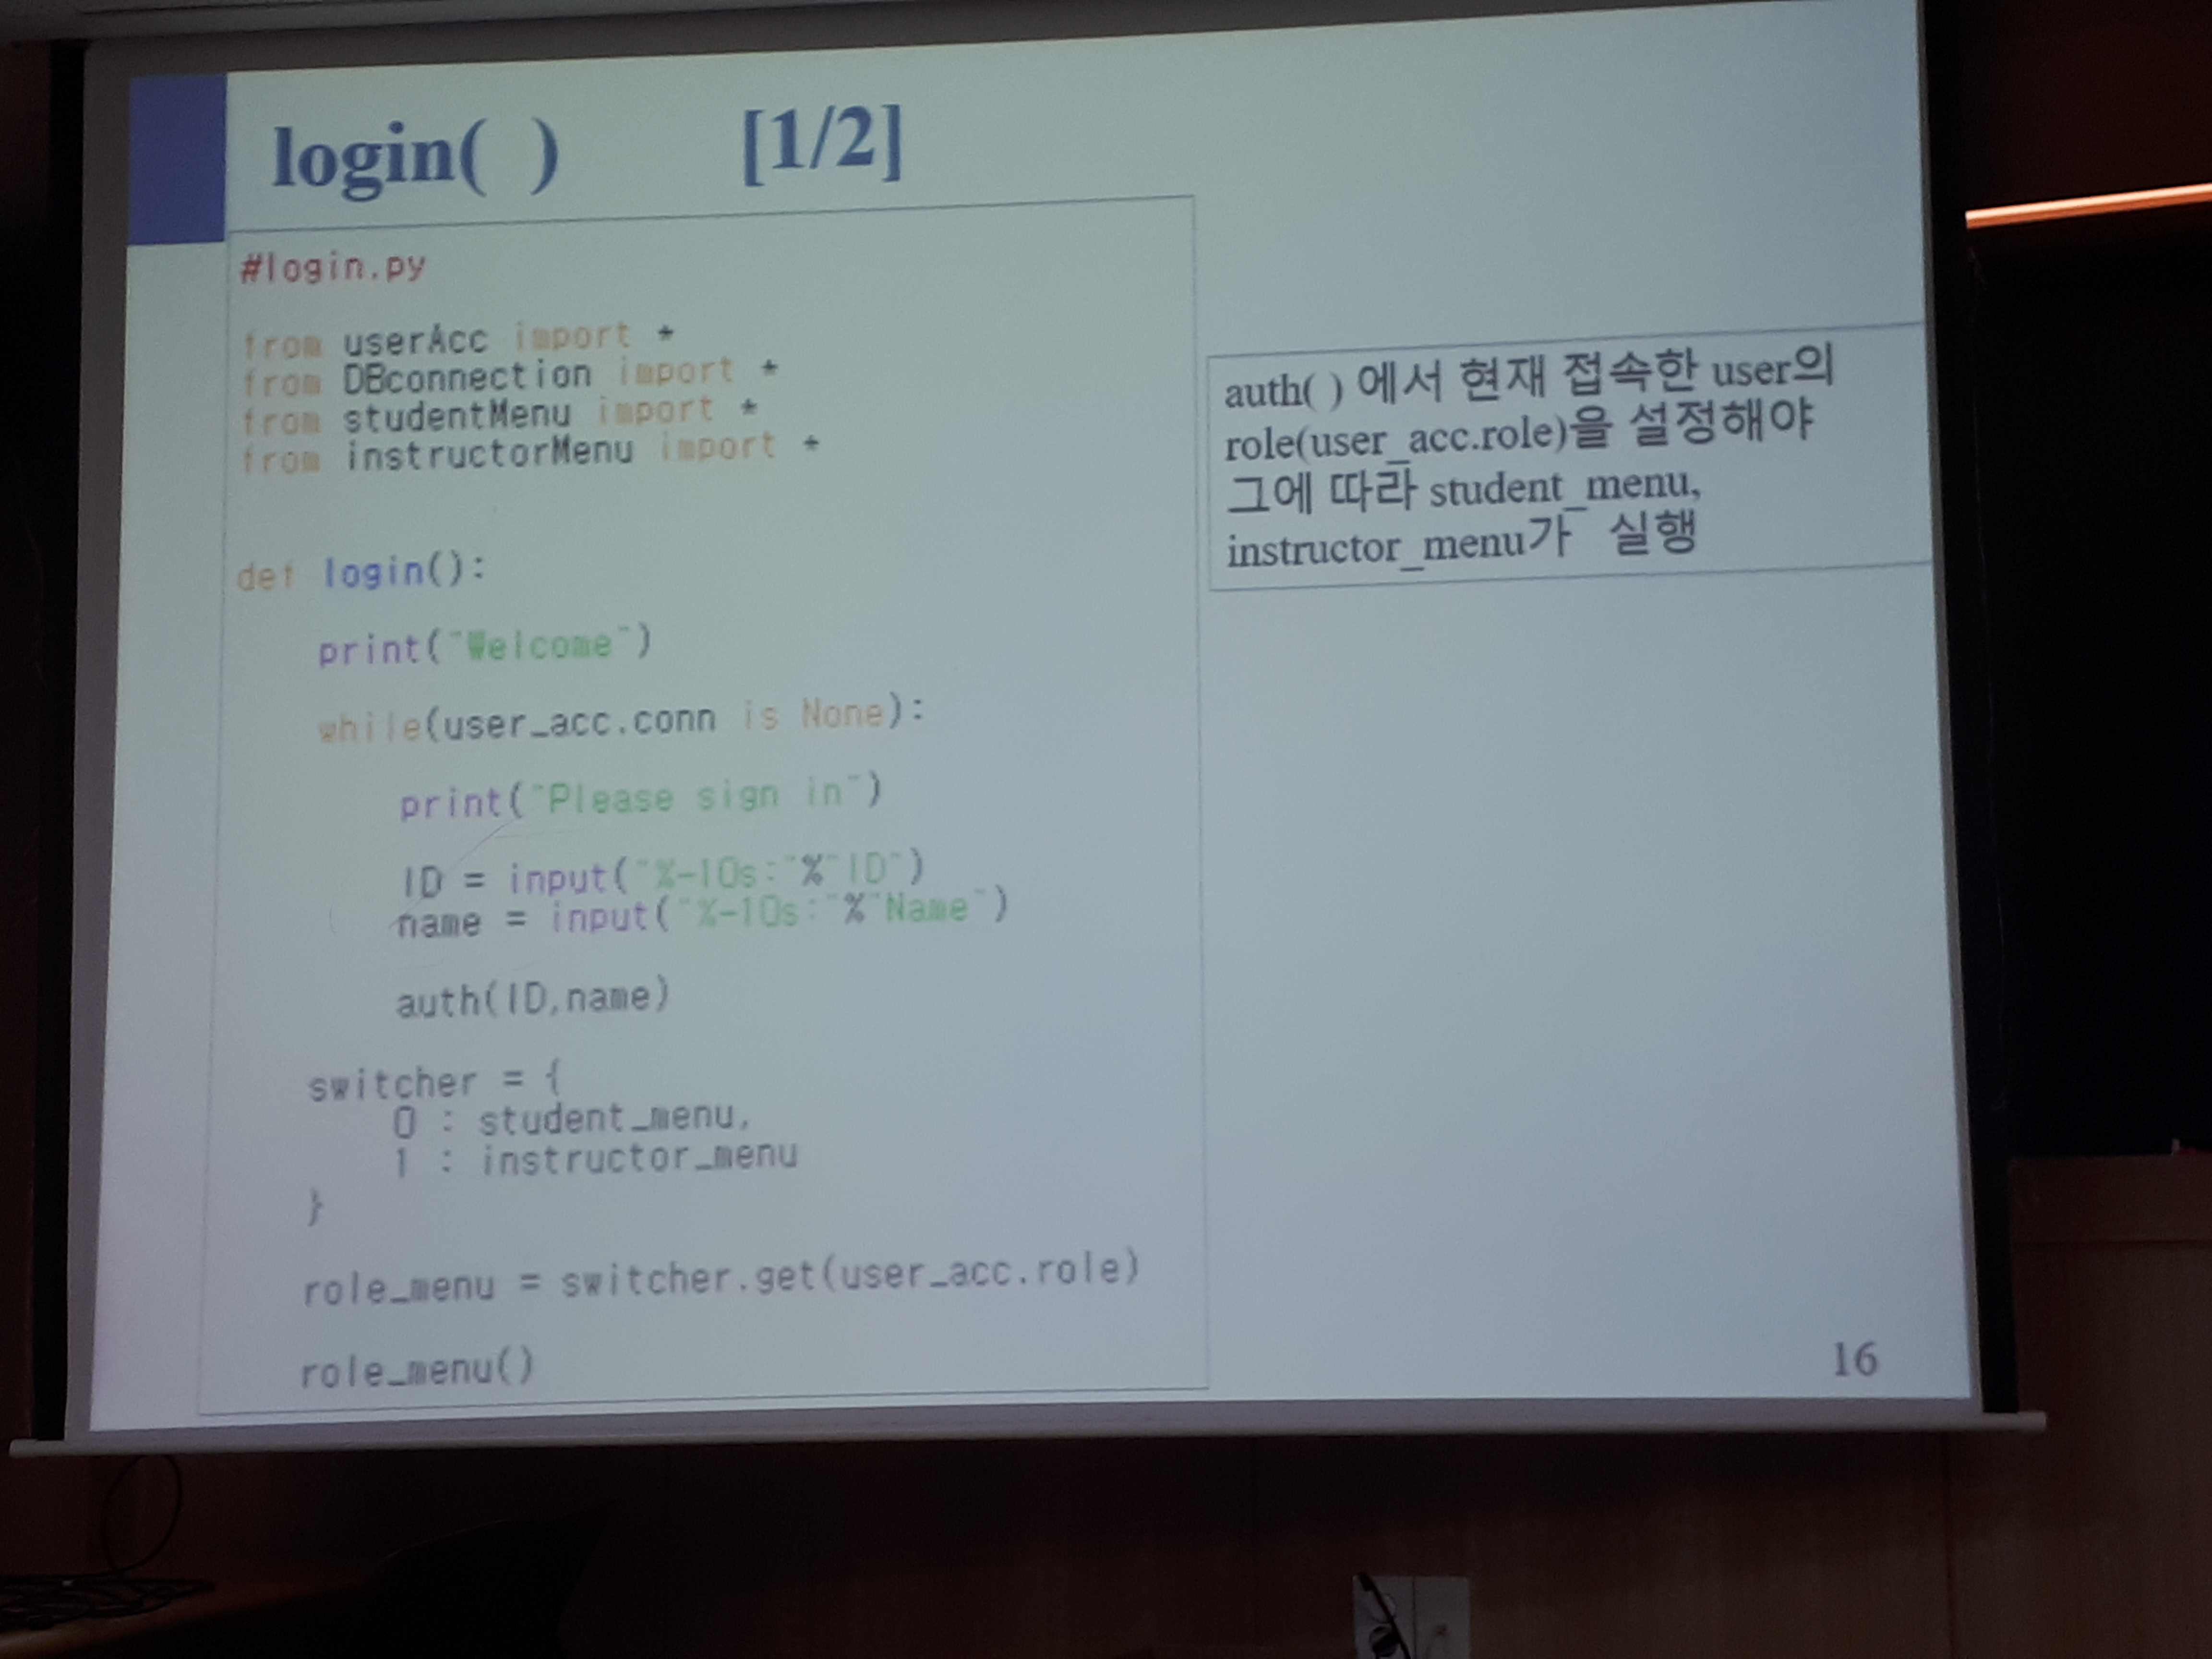 login( ) [1/2]
#login.py
from userAcc import *
from DBconnection import *
from studentMenu import *
from instructorMenu import *
def login():
print("Welcome")
while(user_acc.conn is None):
print("Please sign in")
ID = input("%-10s:"%"ID")
name = input("%-10s:"%"Name")
auth(ID,name)
switcher = {
0 : student_menu,
1 : instructor_menu
}
role_menu = switcher.get(user_acc.role)
role_menu()
auth( ) 에서 현재 접속한 user의
role(user_acc.role)을 설정해야
그에 따라 student_menu,
instructor_menu가 실행
16